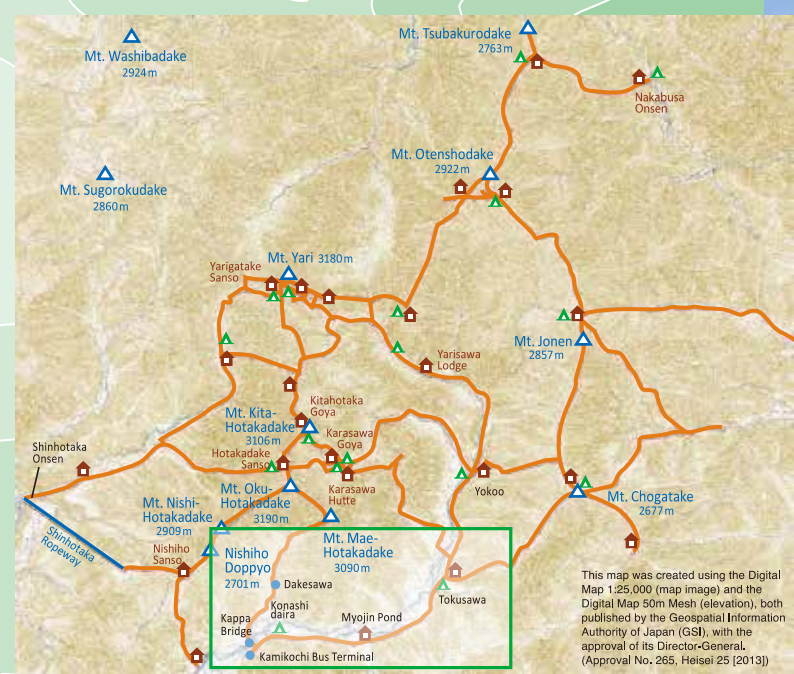 Mt. Tsubakurodake
2763m
Mt. Washibadake
2924m
Nakabusa
Onsen
Mt. Otenshodake
2922m
Mt. Sugorokudake
2860m
Mt. Yari 3180m
Yarigatake
Sanso
Mt. Jonen
2857m
Yarisawa
Lodge
Kitahotaka
Goya
Mt. Kita-
Hotakadake
3106m
Karasawa
Goya
Shinhotaka
Onsen
Hotakadake
Sanso
Karasawa
Hutte
Yokoo
Mt. Oku-
Hotakadake
3190m
Mt. Chogatake
2677m
Mt. Nishi-
Hotakadake
2909m
Shinhotaka
Ropeway
Nishiho
Sanso
Nishiho
Doppyo
2701m
Mt. Mae-
Hotakadake
3090m
Dakesawa
Tokusawa
Konashi
daira
Kappa
Bridge
Myojin Pond
Kamikochi Bus Terminal
This map was created using the Digital
Map 1:25,000 (map image) and the
Digital Map 50m Mesh (elevation), both
published by the Geospatial Information
Authority of Japan (GSI), with the
approval of its Director-General.
(Approval No. 265, Heisei 25 [2013])